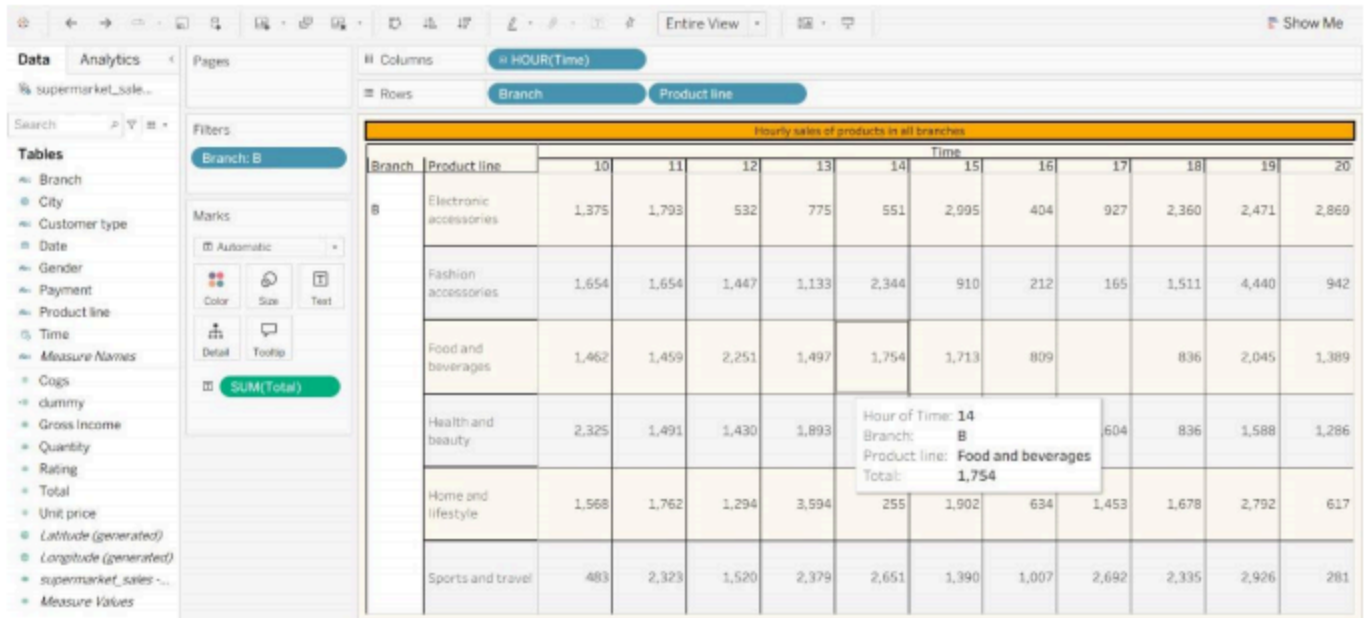 Entire View
Show Me
Data Analytics
supermarket_sale...
Search
Tables
Branch
City
Customer type
Date
Gender
Payment
Product line
Time
Measure Names
Cogs
dummy
Gross Income
Quantity
Rating
Total
Unit price
Latitude (generated)
Longitude (generated)
supermarket_sales -...
Measure Values
Pages
Filters
Branch: B
Marks
Automatic
Color Size Text
Detail Tooltip
SUM(Total)
Columns HOUR(Time)
Rows Branch Product line
Hourly sales of products in all branches
Time
Branch Product line 10 11 12 13 14 15 16 17 18 19 20
B Electronic accessories 1,375 1,793 532 775 551 2,995 404 927 2,360 2,471 2,869
Fashion accessories 1,654 1,654 1,447 1,133 2,344 910 212 165 1,511 4,440 942
Food and beverages 1,462 1,459 2,251 1,497 1,754 1,713 809 836 2,045 1,389
Health and beauty 2,325 1,491 1,430 1,893 ,604 836 1,588 1,286
Home and lifestyle 1,568 1,762 1,294 3,594 255 1,902 634 1,453 1,678 2,792 617
Sports and travel 483 2,323 1,520 2,379 2,651 1,390 1,007 2,692 2,335 2,926 281
Hour of Time: 14
Branch: B
Product line: Food and beverages
Total: 1,754